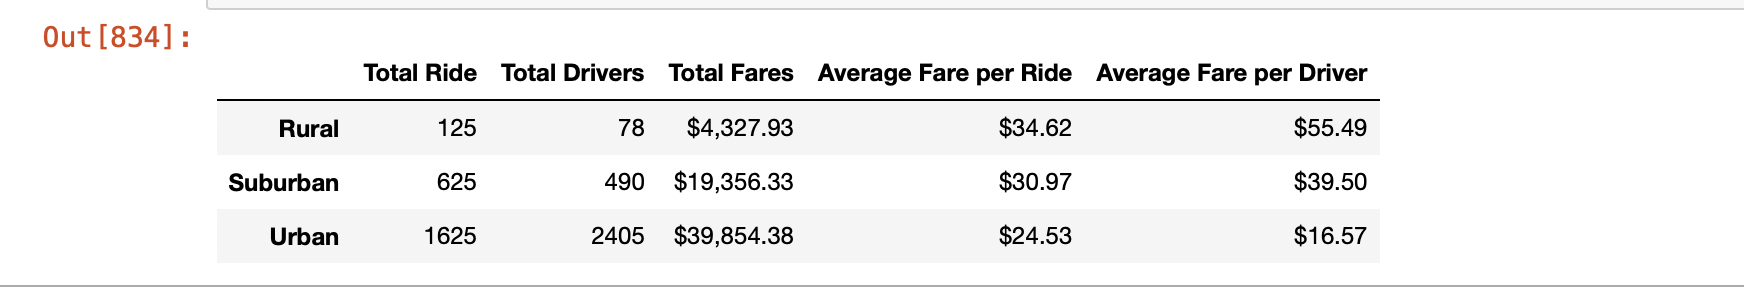 Out[834]:
Total Ride Total Drivers Total Fares Average Fare per Ride Average Fare per Driver
Rural 125 78 $4,327.93 $34.62 $55.49
Suburban 625 490 $19,356.33 $30.97 $39.50
Urban 1625 2405 $39,854.38 $24.53 $16.57